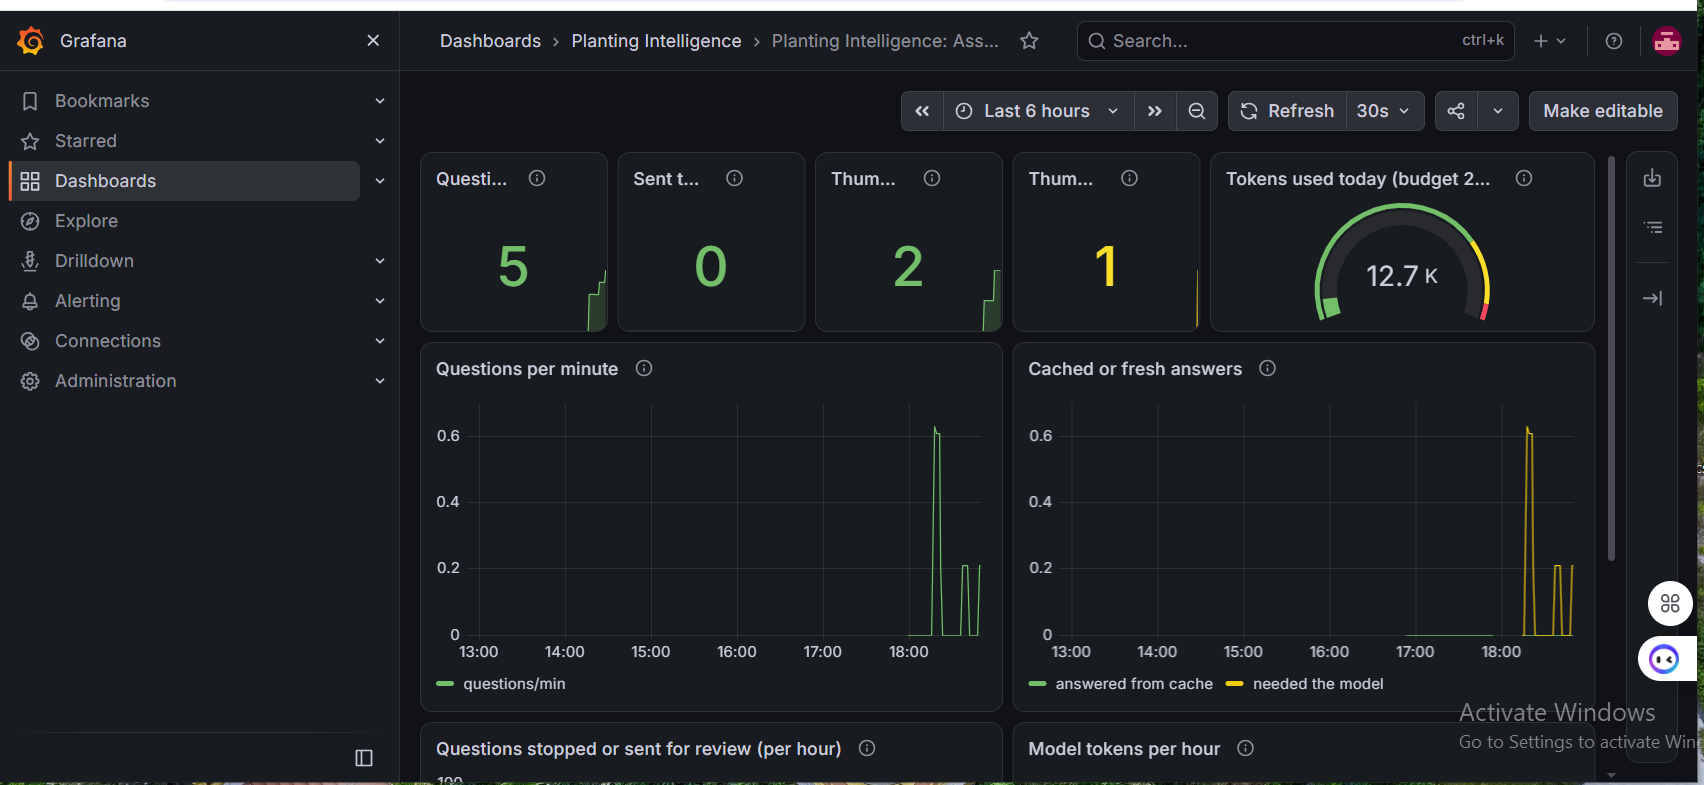 Grafana
Dashboards › Planting Intelligence › Planting Intelligence: Ass...
Search...
ctrl+k
Bookmarks
Starred
Dashboards
Explore
Drilldown
Alerting
Connections
Administration
Last 6 hours
Refresh
30s
Make editable
Questi...
5
Sent t...
0
Thum...
2
Thum...
1
Tokens used today (budget 2...
12.7 K
Questions per minute
0.6
0.4
0.2
0
13:00 14:00 15:00 16:00 17:00 18:00
questions/min
Cached or fresh answers
0.6
0.4
0.2
0
13:00 14:00 15:00 16:00 17:00 18:00
answered from cache needed the model
Questions stopped or sent for review (per hour)
Model tokens per hour
Activate Windows
Go to Settings to activate Win